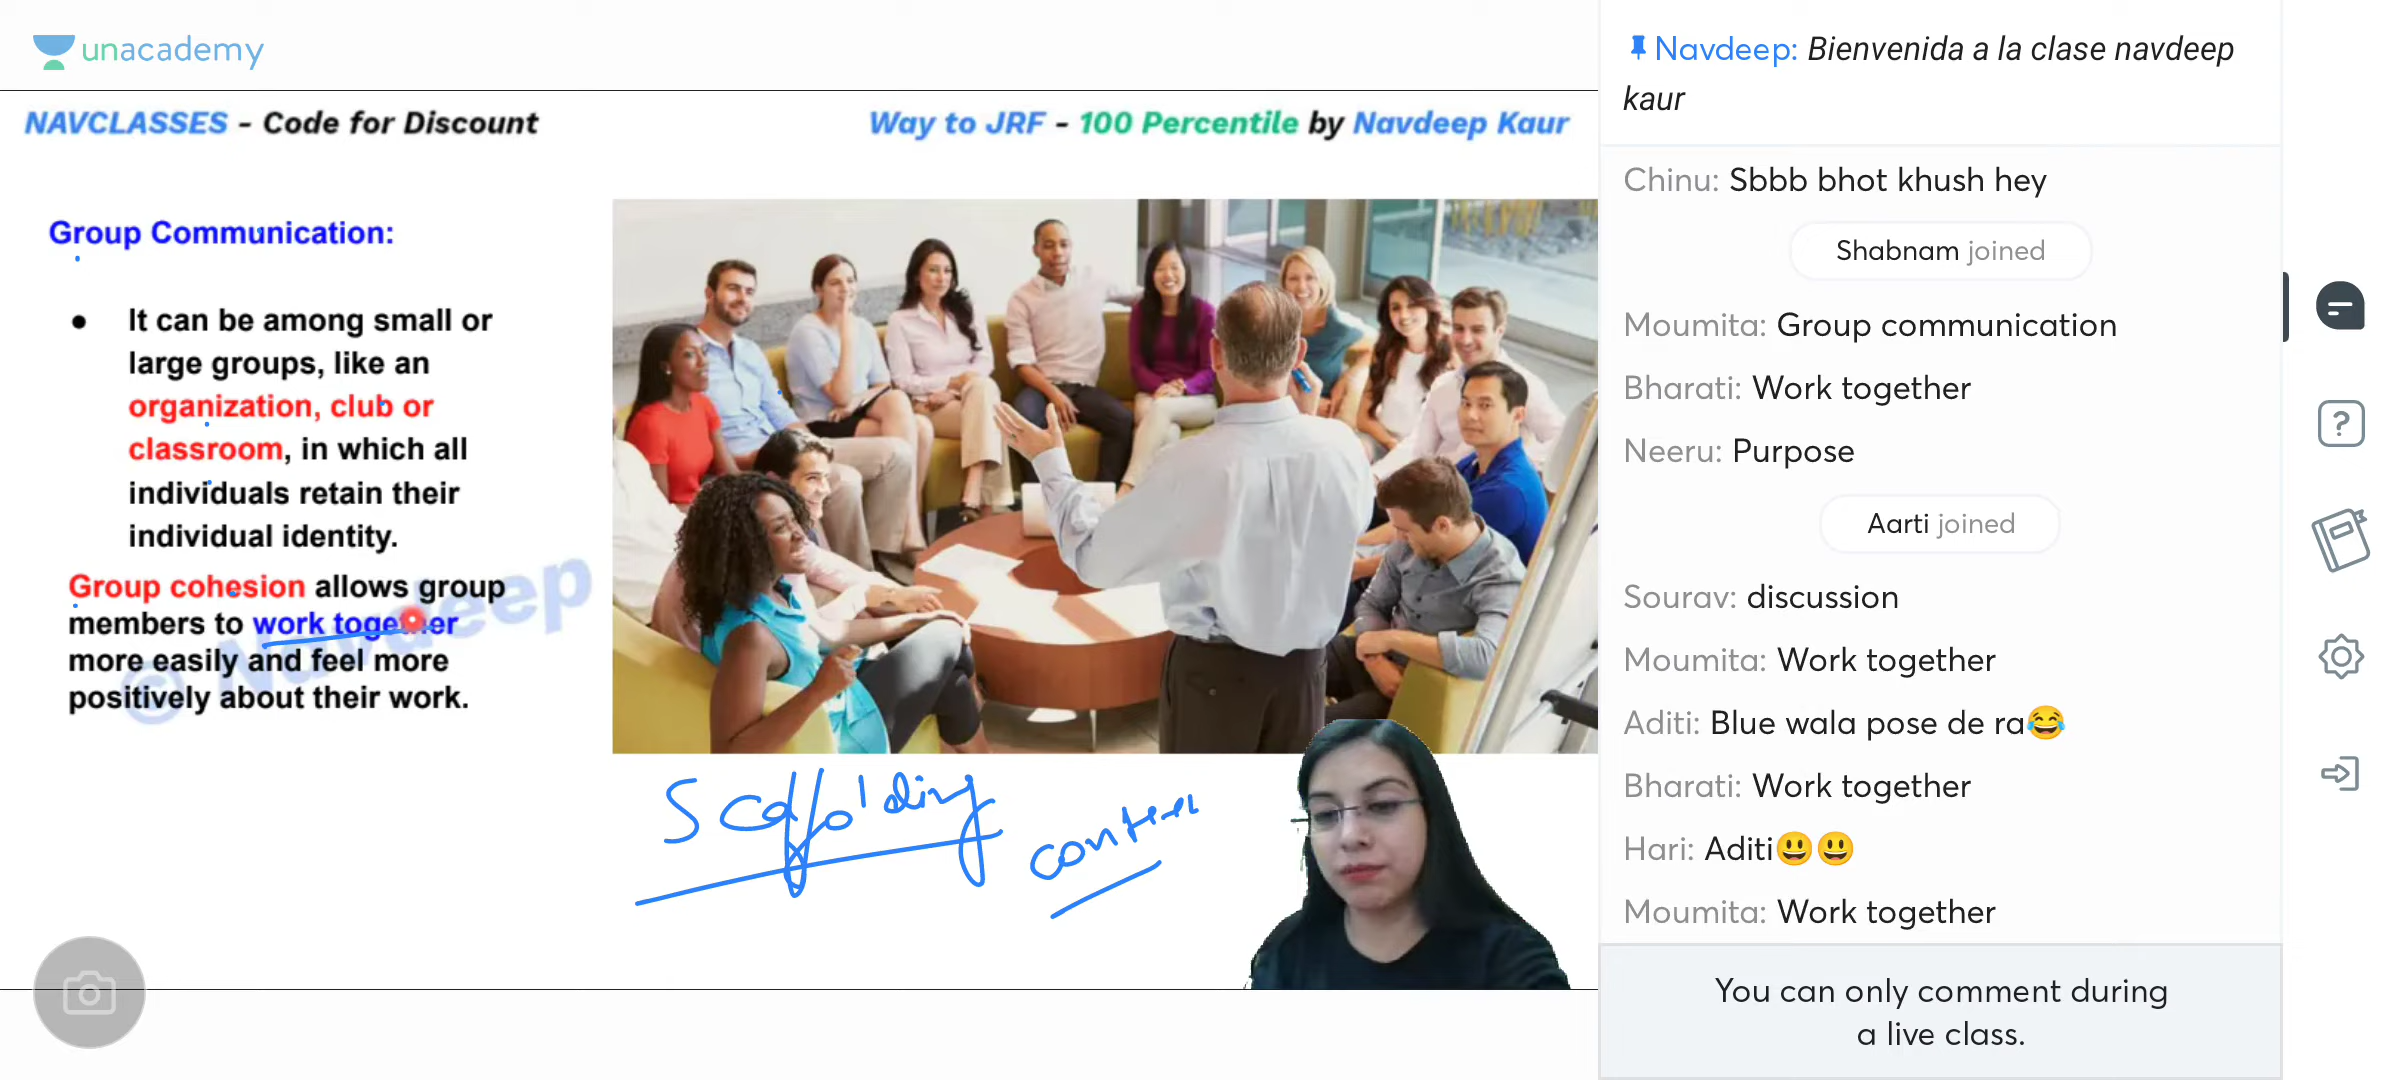 unacademy
NAVCLASSES - Code for Discount
Way to JRF - 100 Percentile by Navdeep Kaur
Group Communication:
● It can be among small or
large groups, like an
organization, club or
classroom, in which all
individuals retain their
individual identity.
Group cohesion allows group
members to work together
more easily and feel more
positively about their work.
© Navdeep
Scaffolding
Navdeep: Bienvenida a la clase navdeep
kaur
Chinu: Sbbb bhot khush hey
Shabnam joined
Moumita: Group communication
Bharati: Work together
Neeru: Purpose
Aarti joined
Sourav: discussion
Moumita: Work together
Aditi: Blue wala pose de ra😂
Bharati: Work together
Hari: Aditi😃😃
Moumita: Work together
You can only comment during
a live class.